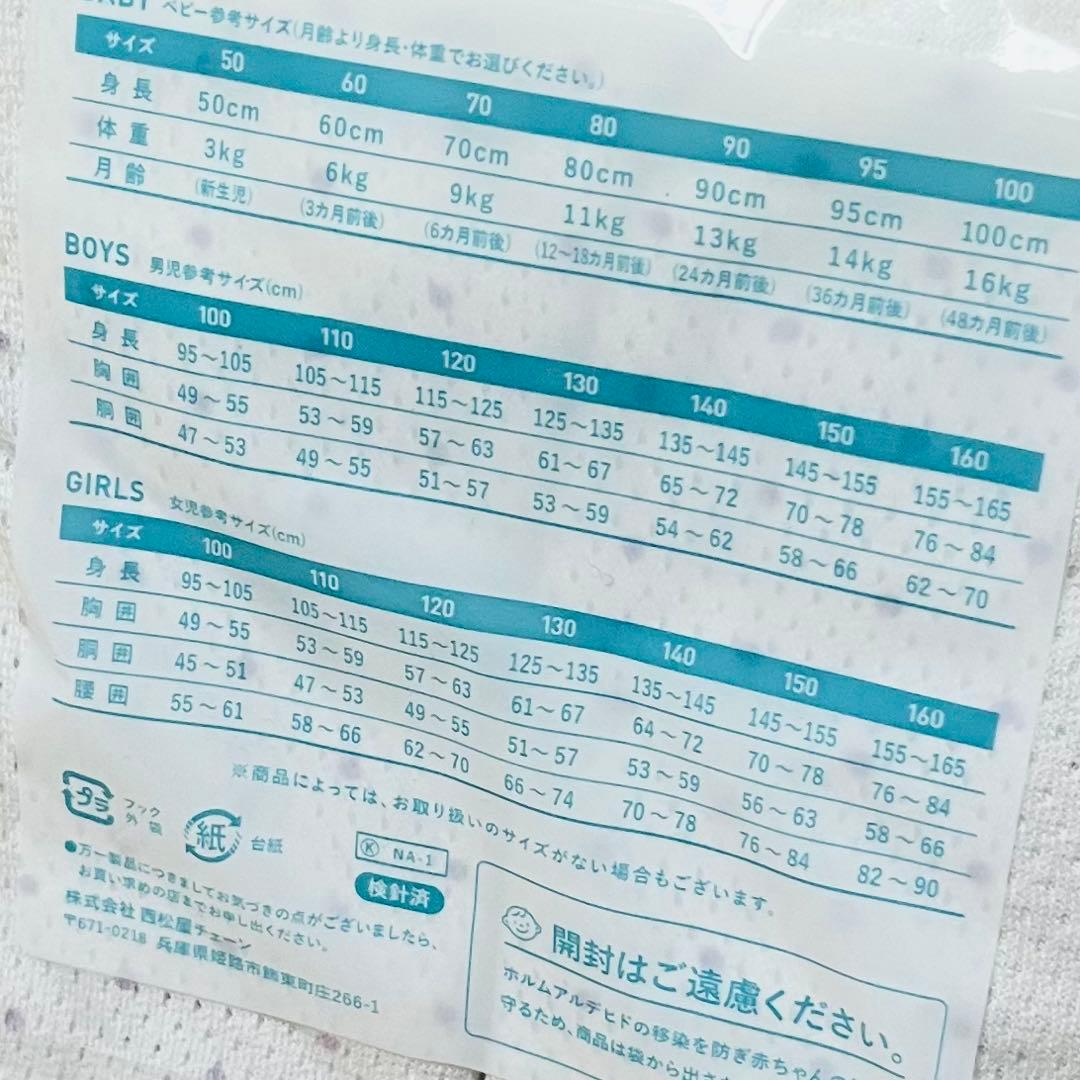 BABY ベビー参考サイズ(月齢より身長・体重でお選びください。)
サイズ 50 60 70 80 90 95 100
身長 50cm 60cm 70cm 80cm 90cm 95cm 100cm
体重 3kg 6kg 9kg 11kg 13kg 14kg 16kg
月齢 (新生児) (3カ月前後) (6カ月前後) (12~18カ月前後) (24カ月前後) (36カ月前後) (48カ月前後)
BOYS 男児参考サイズ(cm)
サイズ 100 110 120 130 140 150 160
身長 95~105 105~115 115~125 125~135 135~145 145~155 155~165
胸囲 49~55 53~59 57~63 61~67 65~72 70~78 76~84
胴囲 47~53 49~55 51~57 53~59 54~62 58~66 62~70
GIRLS 女児参考サイズ(cm)
サイズ 100 110 120 130 140 150 160
身長 95~105 105~115 115~125 125~135 135~145 145~155 155~165
胸囲 49~55 53~59 57~63 61~67 64~72 70~78 76~84
胴囲 45~51 47~53 49~55 51~57 53~59 56~63 58~66
腰囲 55~61 58~66 62~70 66~74 70~78 76~84 82~90
※商品によっては、お取り扱いのサイズがない場合もございます。
プラ フック 外袋
紙 台紙
Ⓚ NA-1
検針済
●万一製品につきましてお気づきの点がございましたら、
お買い求めの店までお申し出ください。
株式会社 西松屋チェーン
〒671-0218 兵庫県姫路市飾東町庄266-1
開封はご遠慮ください。
ホルムアルデヒドの移染を防ぎ赤ちゃん
守るため、商品は袋から出さ